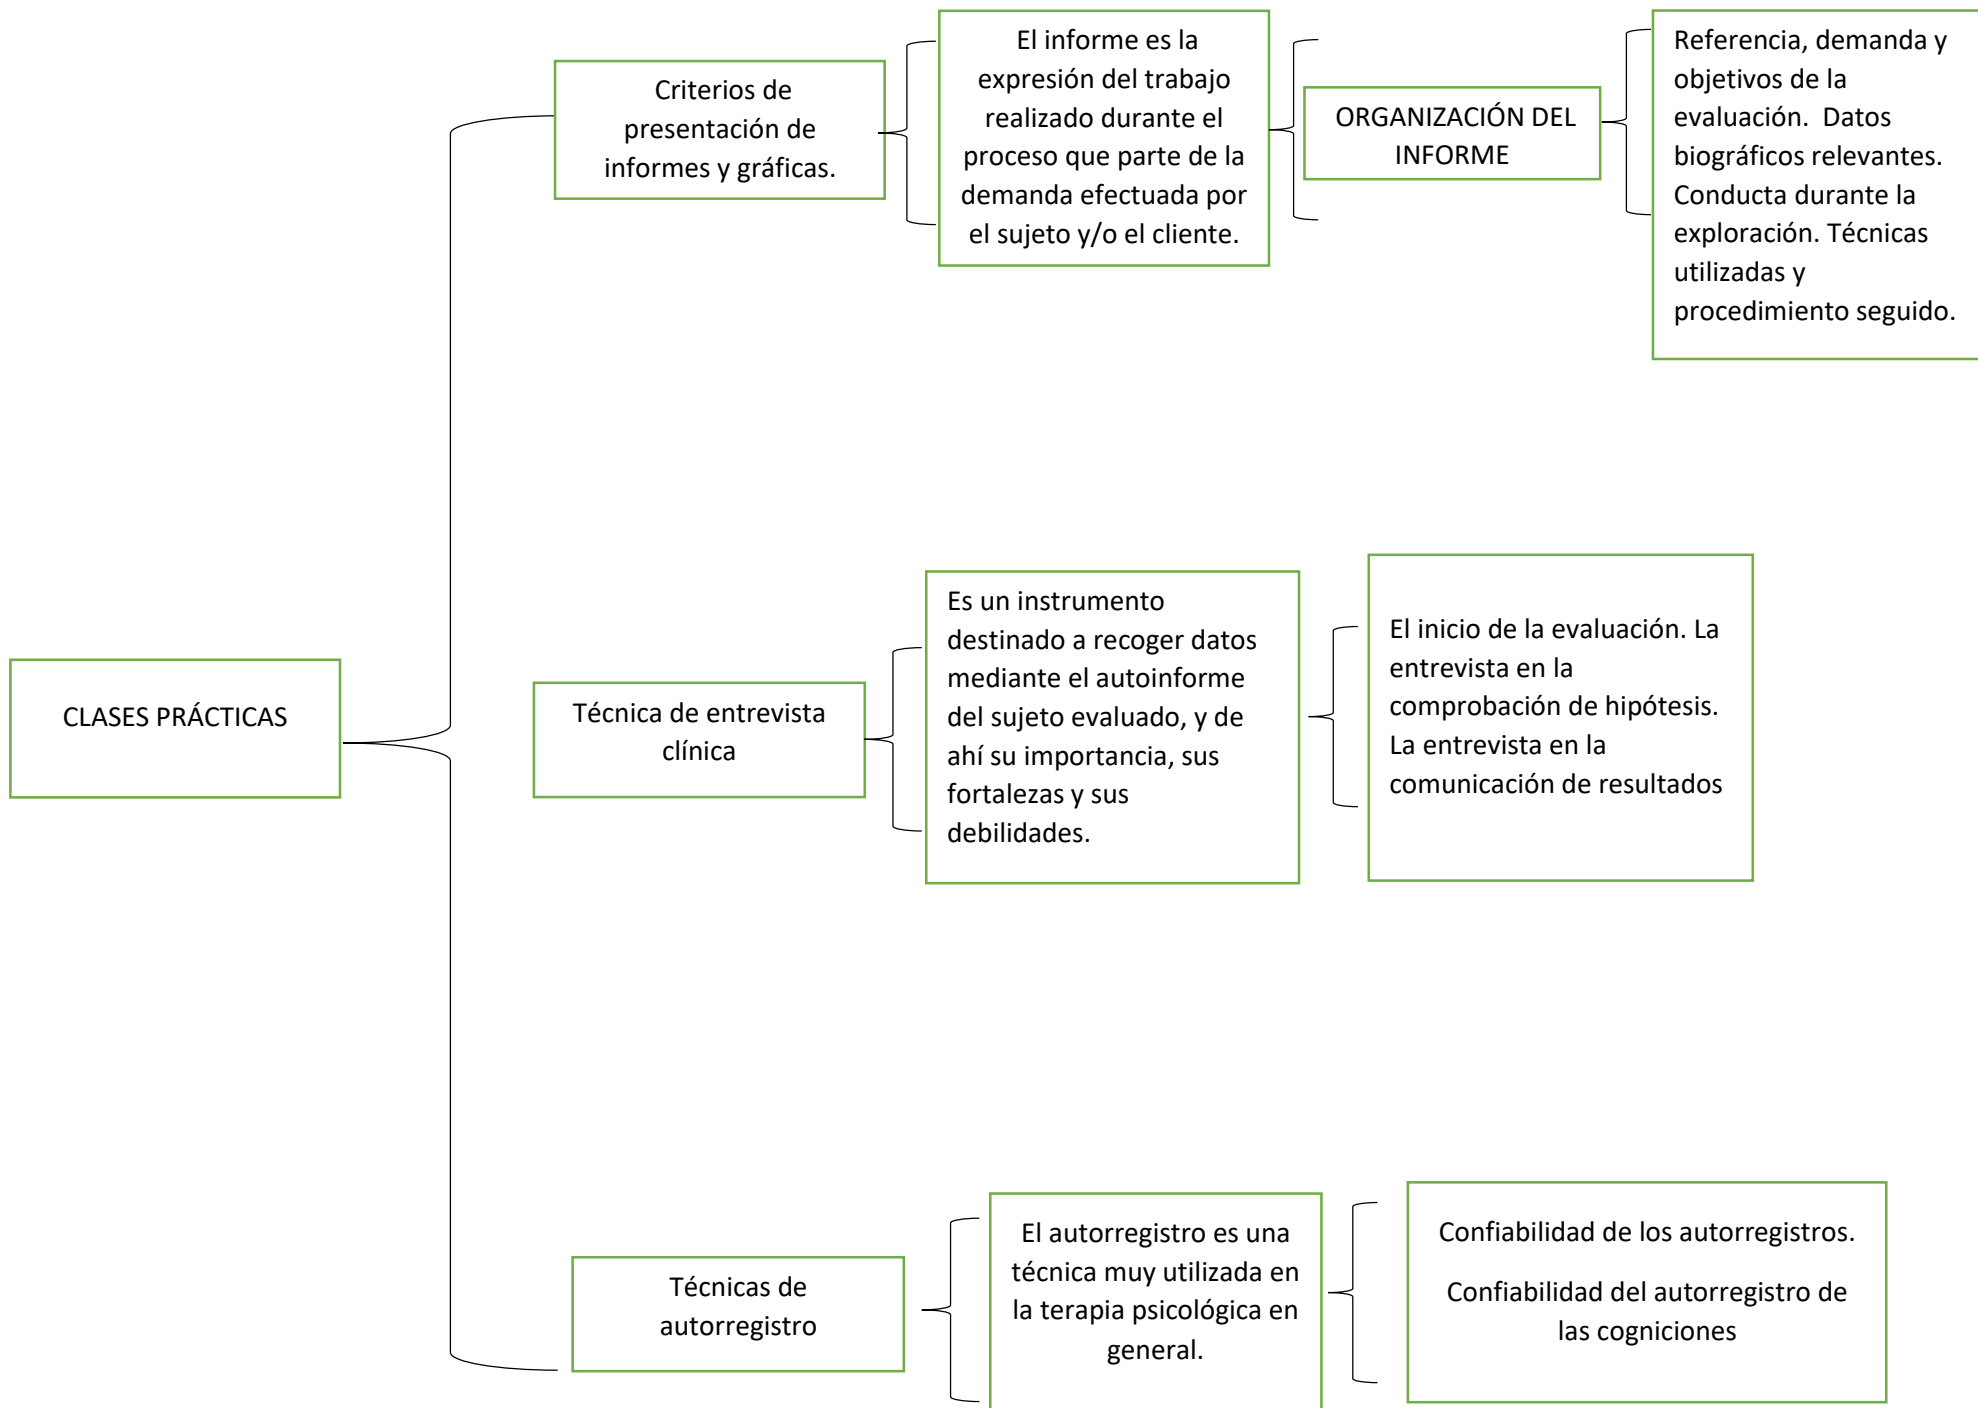 Criterios de
presentación de
informes y gráficas.
El informe es la
expresión del trabajo
realizado durante el
proceso que parte de la
demanda efectuada por
el sujeto y/o el cliente.
ORGANIZACIÓN DEL
INFORME
Referencia, demanda y
objetivos de la
evaluación.  Datos
biográficos relevantes.
Conducta durante la
exploración. Técnicas
utilizadas y
procedimiento seguido.
CLASES PRÁCTICAS
Técnica de entrevista
clínica
Es un instrumento
destinado a recoger datos
mediante el autoinforme
del sujeto evaluado, y de
ahí su importancia, sus
fortalezas y sus
debilidades.
El inicio de la evaluación. La
entrevista en la
comprobación de hipótesis.
La entrevista en la
comunicación de resultados
Técnicas de
autorregistro
El autorregistro es una
técnica muy utilizada en
la terapia psicológica en
general.
Confiabilidad de los autorregistros.
Confiabilidad del autorregistro de
las cogniciones